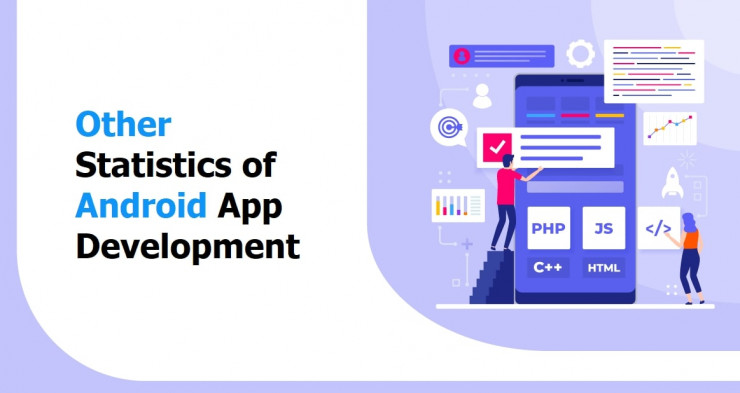 Other
Statistics of
Android App
Development
PHP
JS
</>
C++
HTML